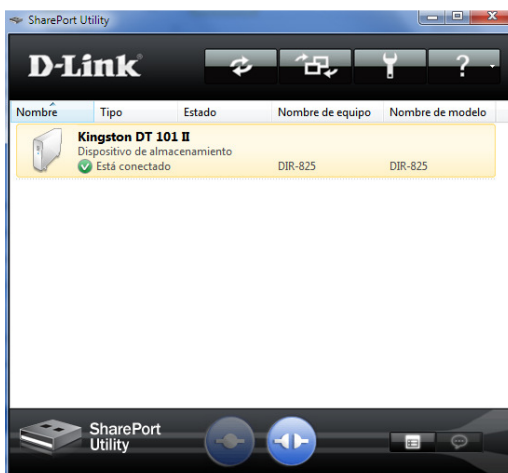 SharePort Utility
D-Link
?
Nombre Tipo Estado Nombre de equipo Nombre de modelo
Kingston DT 101 II
Dispositivo de almacenamiento
Está conectado DIR-825 DIR-825
SharePort
Utility